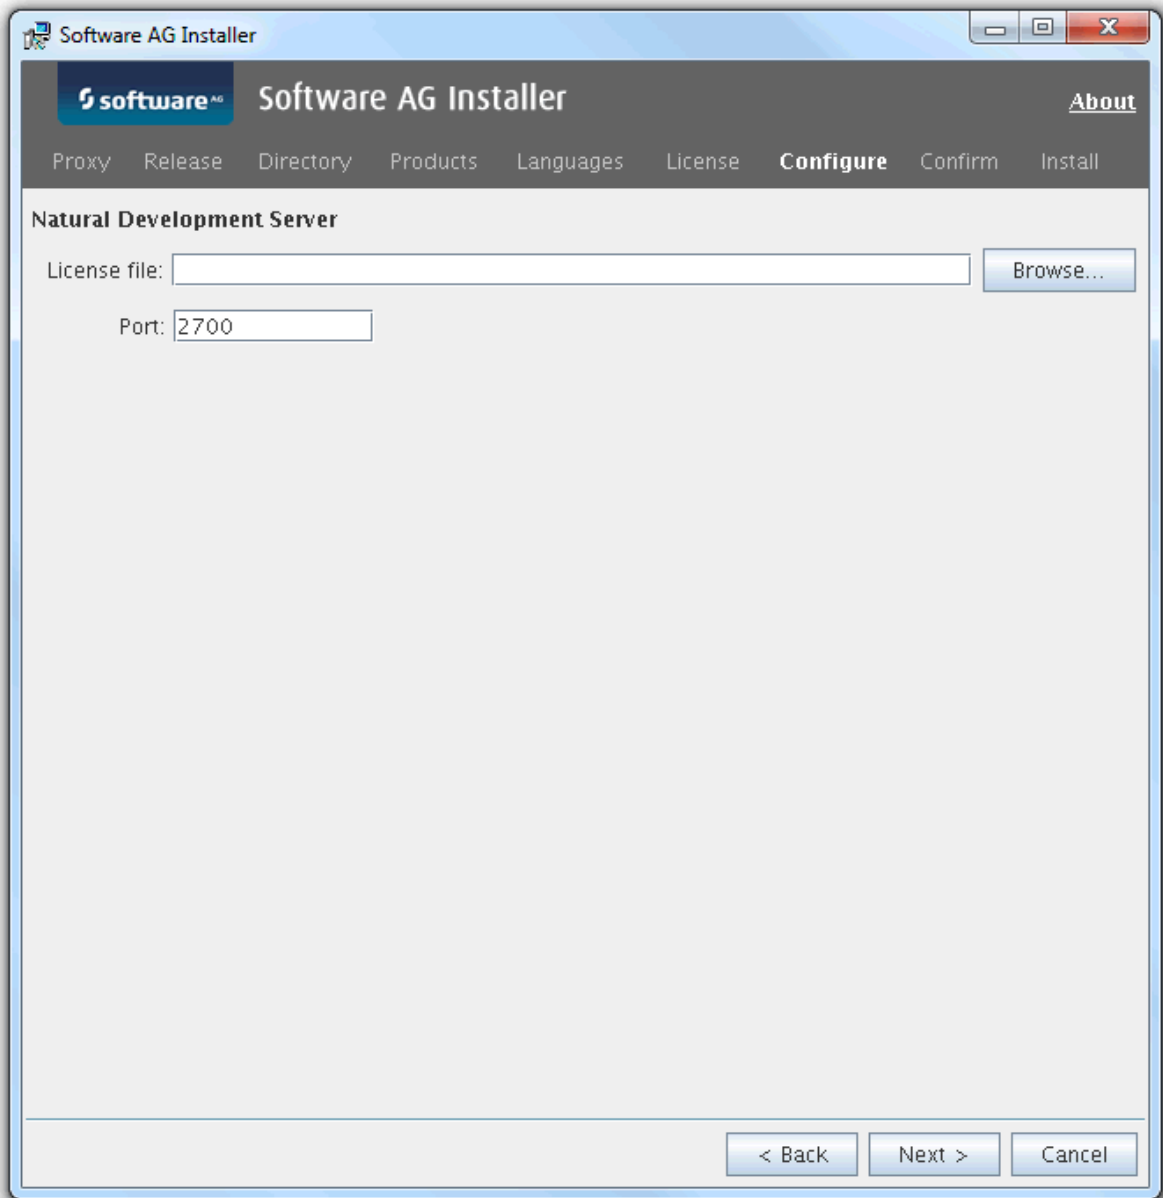 Software AG Installer
software AG Software AG Installer About
Proxy Release Directory Products Languages License Configure Confirm Install
Natural Development Server
License file: Browse...
Port: 2700
< Back Next > Cancel